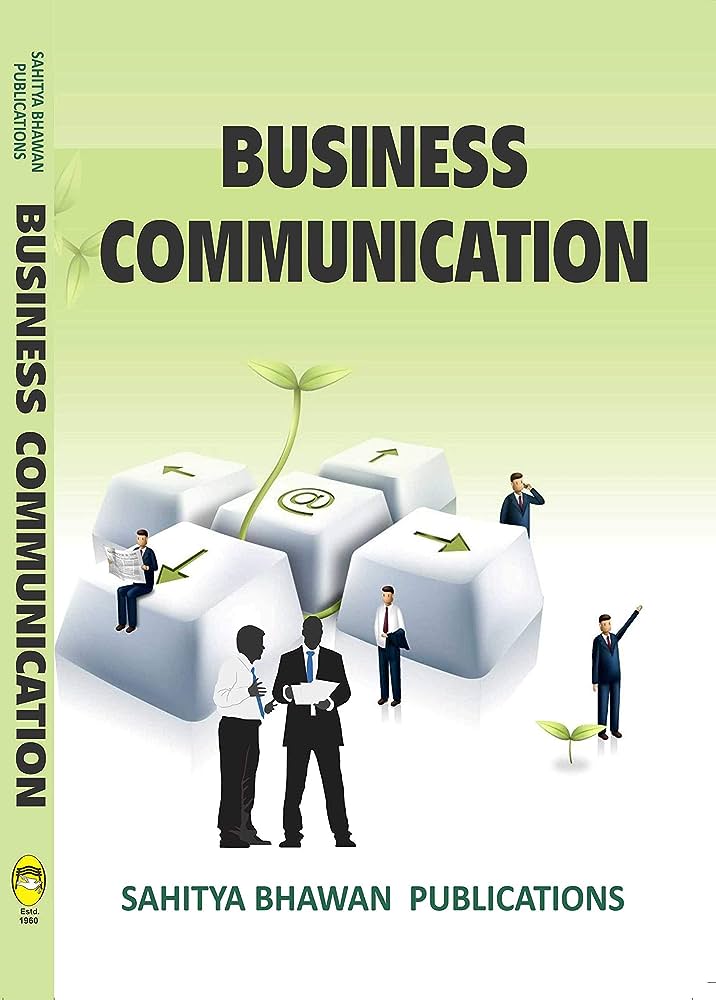 SAHITYA BHAWAN
PUBLICATIONS
BUSINESS COMMUNICATION
Estd.
1960
BUSINESS
COMMUNICATION
@
SAHITYA BHAWAN PUBLICATIONS